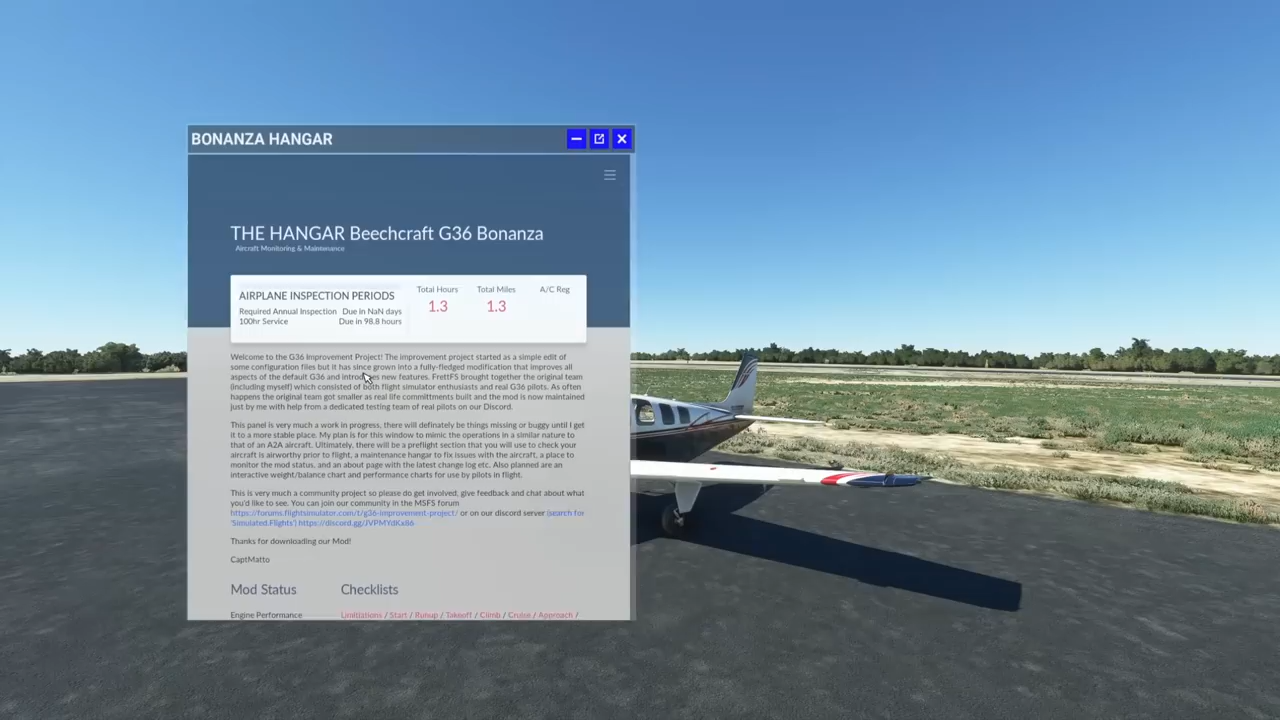 BONANZA HANGAR
THE HANGAR Beechcraft G36 Bonanza
Aircraft Monitoring & Maintenance
AIRPLANE INSPECTION PERIODS
Required Annual Inspection Due in NaN days
100hr Service Due in 98.8 hours
Total Hours
1.3
Total Miles
1.3
A/C Reg
Welcome to the G36 Improvement Project! The improvement project started as a simple edit of
some configuration files but it has since grown into a fully-fledged modification that improves all
aspects of the default G36 and introduces new features. FrettFS brought together the original team
(including myself) which consisted of both flight simulator enthusiasts and real G36 pilots. As often
happens the original team got smaller as real life committments built and the mod is now maintained
just by me with help from a dedicated testing team of real pilots on our Discord.
This panel is very much a work in progress, there will definately be things missing or buggy until I get
it to a more stable place. My plan is for this window to mimic the operations in a similar nature to
that of an A2A aircraft. Ultimately, there will be a preflight section that you will use to check your
aircraft is airworthy prior to flight, a maintenance hangar to fix issues with the aircraft, a place to
monitor the mod status, and an about page with the latest change log etc. Also planned are an
interactive weight/balance chart and performance charts for use by pilots in flight.
This is very much a community project so please do get involved, give feedback and chat about what
you'd like to see. You can join our community in the MSFS forum
https://forums.flightsimulator.com/t/g36-improvement-project/ or on our discord server (search for
'Simulated.Flights') https://discord.gg/JVPMYdKx86
Thanks for downloading our Mod!
CaptMatto
Mod Status
Checklists
Engine Performance
Limitations / Start / Runup / Takeoff / Climb / Cruise / Approach /